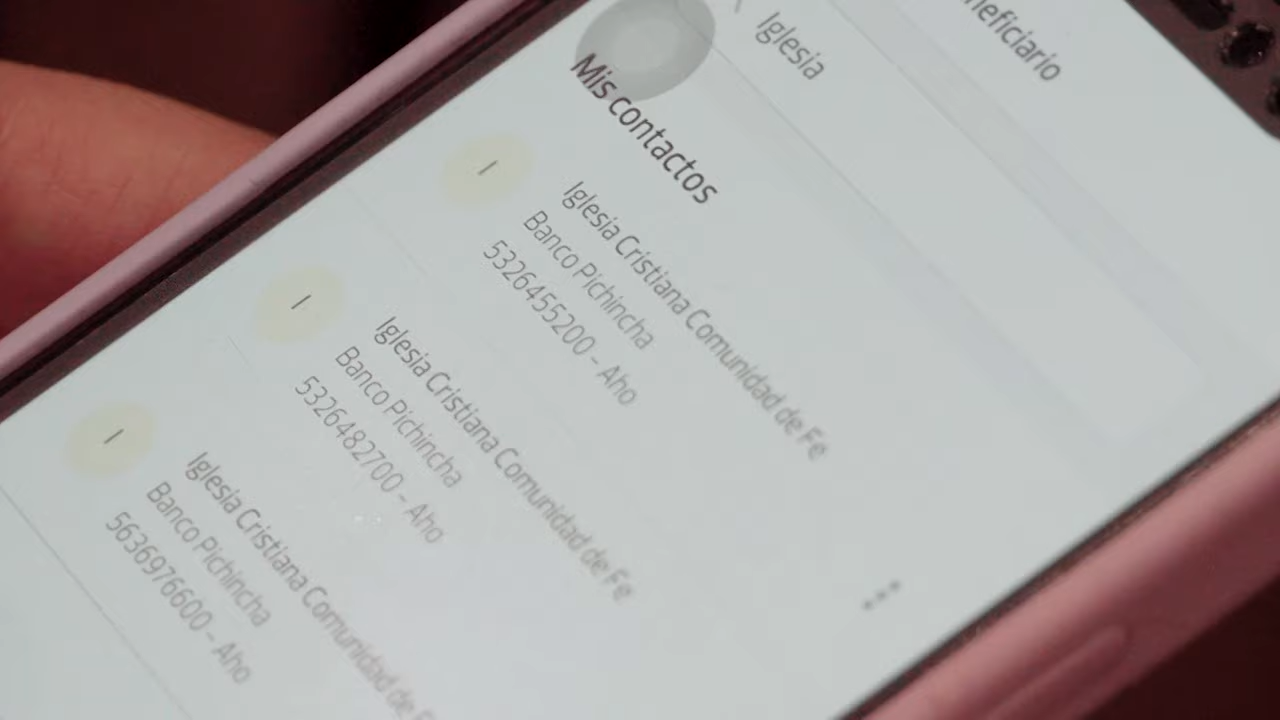 neficiario
Iglesia
Mis contactos
I
Iglesia Cristiana Comunidad de Fe
Banco Pichincha
5326455200 - Aho
I
Iglesia Cristiana Comunidad de Fe
Banco Pichincha
5326482700 - Aho
I
Iglesia Cristiana Comunidad de F
Banco Pichincha
5636976600 - Aho